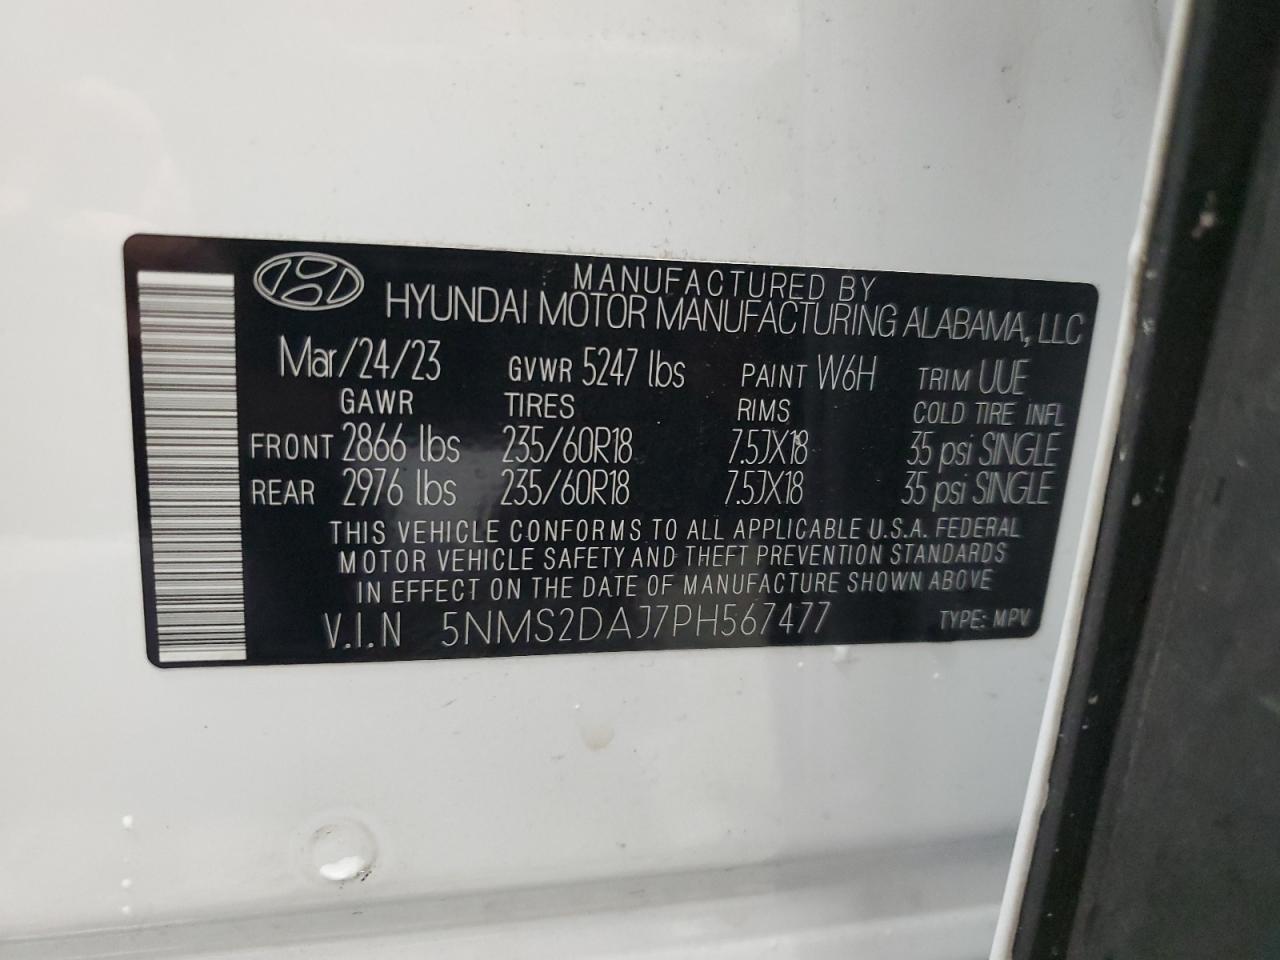 MANUFACTURED BY
HYUNDAI MOTOR MANUFACTURING ALABAMA, LLC
Mar/24/23 GVWR 5247 lbs PAINT W6H TRIM UUE
GAWR TIRES RIMS COLD TIRE INFL
FRONT 2866 lbs 235/60R18 7.5JX18 35 psi SINGLE
REAR 2976 lbs 235/60R18 7.5JX18 35 psi SINGLE
THIS VEHICLE CONFORMS TO ALL APPLICABLE U.S.A. FEDERAL
MOTOR VEHICLE SAFETY AND THEFT PREVENTION STANDARDS
IN EFFECT ON THE DATE OF MANUFACTURE SHOWN ABOVE
V.I.N 5NMS2DAJ7PH567477 TYPE: MPV